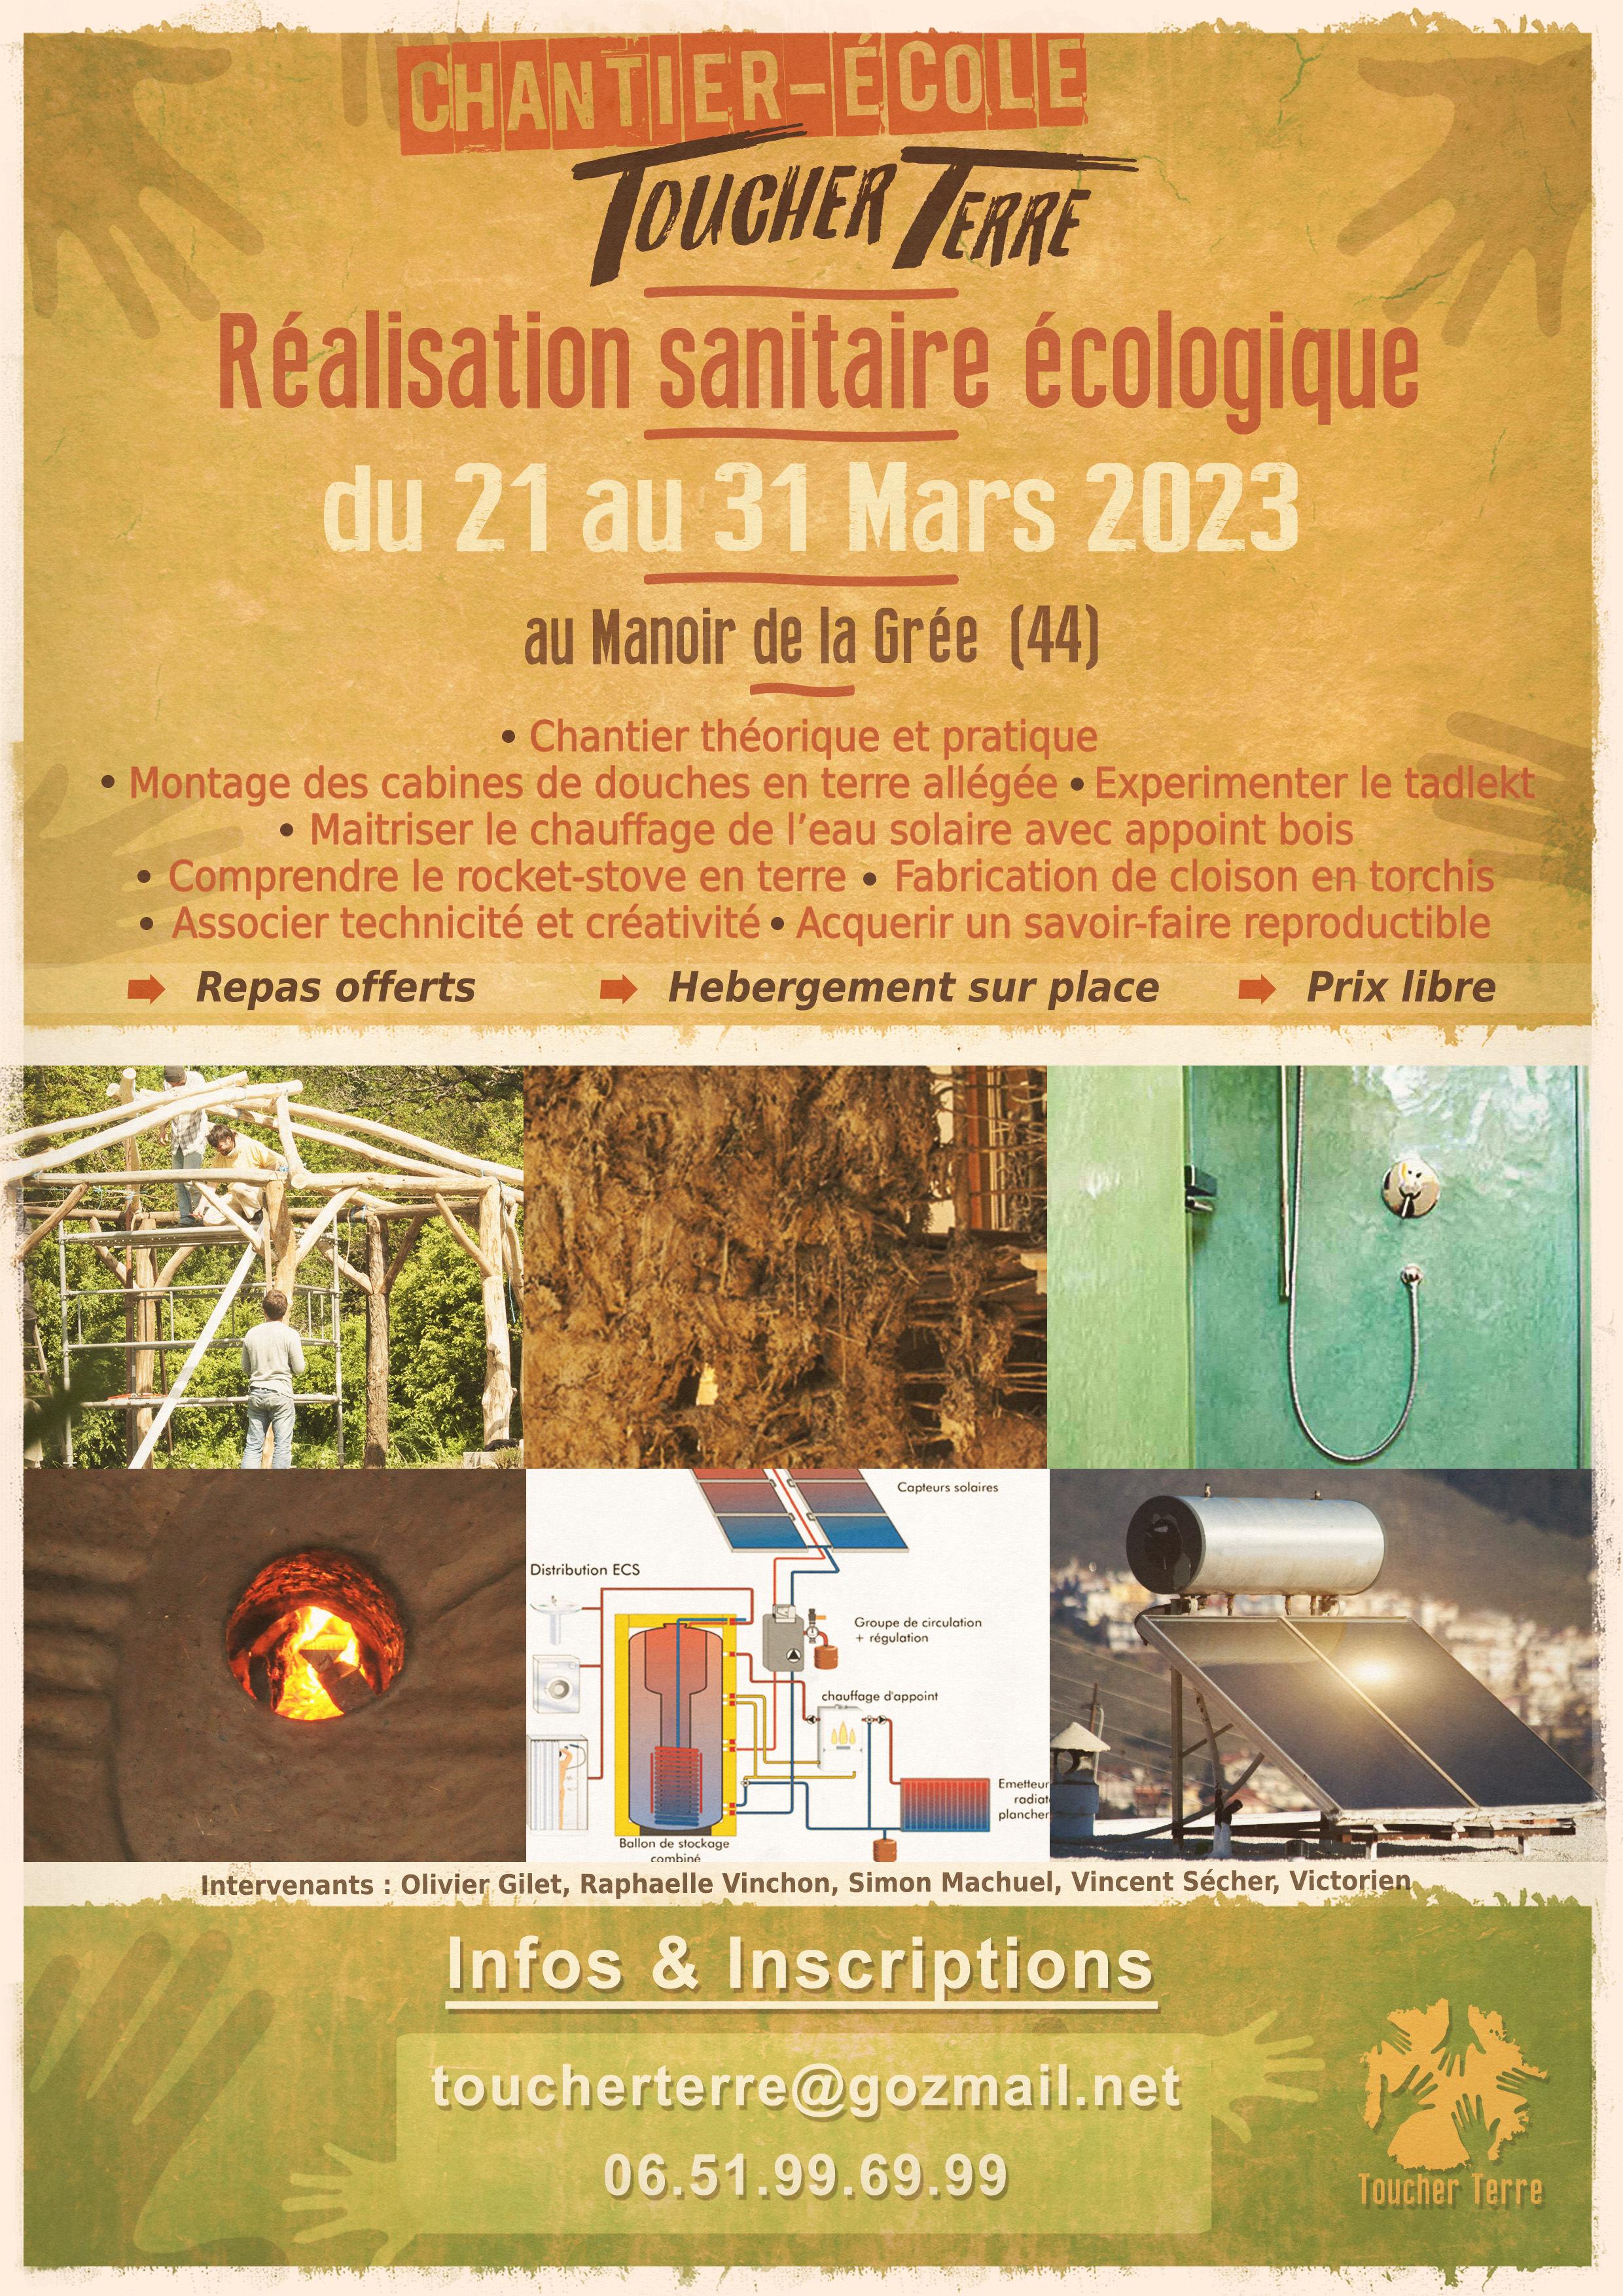 CHANTIER-ÉCOLE
TOUCHER TERRE
Réalisation sanitaire écologique
du 21 au 31 Mars 2023
au Manoir de la Grée (44)
• Chantier théorique et pratique
• Montage des cabines de douches en terre allégée • Experimenter le tadlekt
• Maitriser le chauffage de l’eau solaire avec appoint bois
• Comprendre le rocket-stove en terre • Fabrication de cloison en torchis
• Associer technicité et créativité • Acquerir un savoir-faire reproductible
Repas offerts Hebergement sur place Prix libre
Capteurs solaires
Distribution ECS
Groupe de circulation
+ régulation
chauffage d'appoint
Emetteur
radiat
plancher
Ballon de stockage
combiné
Intervenants : Olivier Gilet, Raphaelle Vinchon, Simon Machuel, Vincent Sécher, Victorien
Infos & Inscriptions
toucherterre@gozmail.net
06.51.99.69.99
Toucher Terre